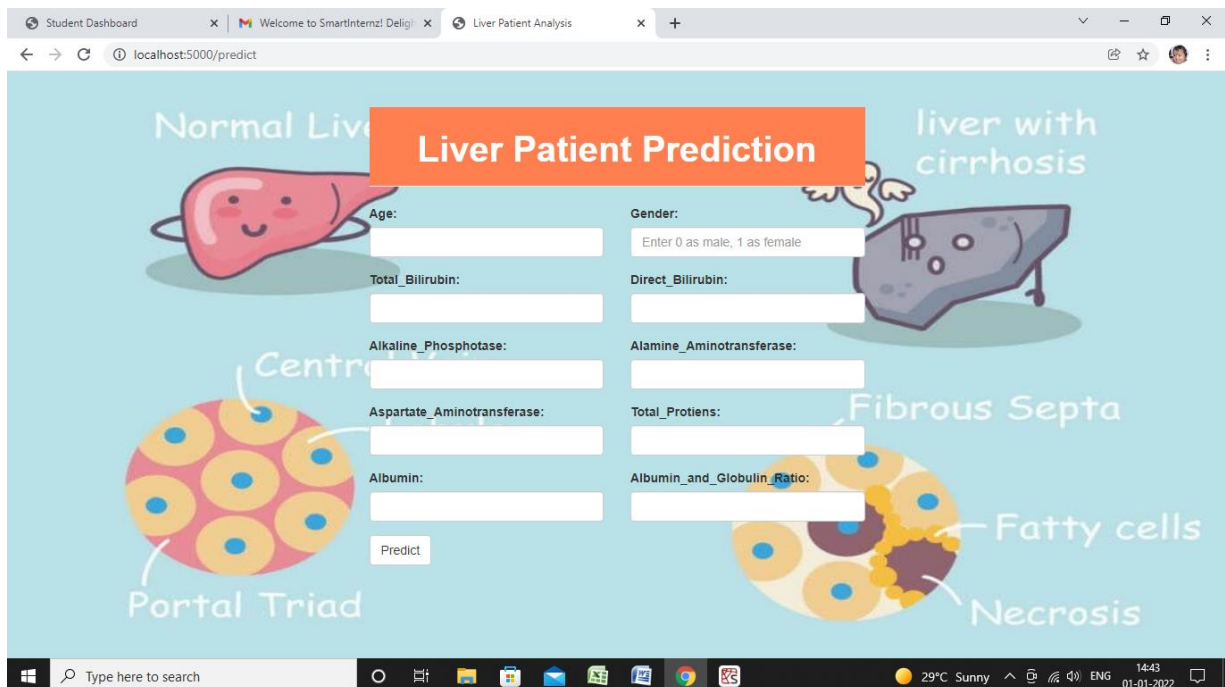 Student Dashboard
Welcome to SmartInternz! Deligh
Liver Patient Analysis
localhost:5000/predict
Normal Live
Liver Patient Prediction
liver with
cirrhosis
Age:
Gender:
Enter 0 as male, 1 as female
Total_Bilirubin:
Direct_Bilirubin:
Alkaline_Phosphotase:
Alamine_Aminotransferase:
Centr
Aspartate_Aminotransferase:
Total_Protiens:
Fibrous Septa
Albumin:
Albumin_and_Globulin_Ratio:
Predict
Fatty cells
Portal Triad
Necrosis
Type here to search
29°C Sunny
ENG
14:43
01-01-2022